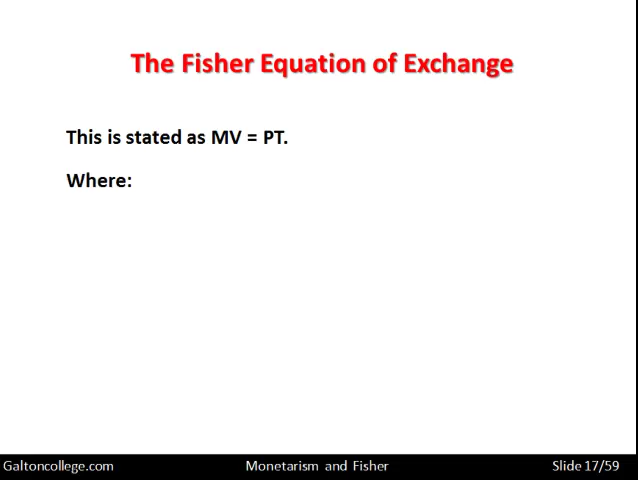 The Fisher Equation of Exchange
This is stated as MV = PT.
Where:
Galtoncollege.com Monetarism and Fisher Slide 17/59